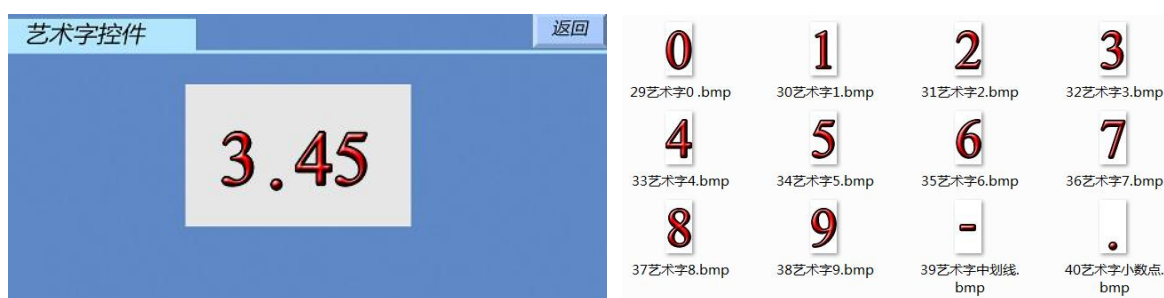 艺术字控件
返回
3.45
0 1 2 3
29艺术字0 .bmp 30艺术字1.bmp 31艺术字2.bmp 32艺术字3.bmp
4 5 6 7
33艺术字4.bmp 34艺术字5.bmp 35艺术字6.bmp 36艺术字7.bmp
8 9 - .
37艺术字8.bmp 38艺术字9.bmp 39艺术字中划线. 40艺术字小数点.
bmp bmp